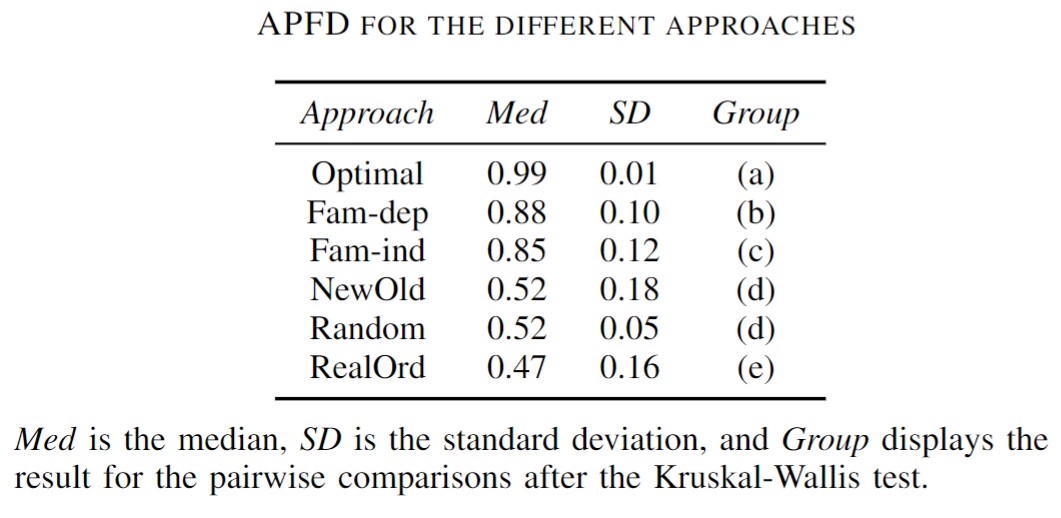 APFD FOR THE DIFFERENT APPROACHES
Approach Med SD Group
Optimal 0.99 0.01 (a)
Fam-dep 0.88 0.10 (b)
Fam-ind 0.85 0.12 (c)
NewOld 0.52 0.18 (d)
Random 0.52 0.05 (d)
RealOrd 0.47 0.16 (e)
Med is the median, SD is the standard deviation, and Group displays the
result for the pairwise comparisons after the Kruskal-Wallis test.